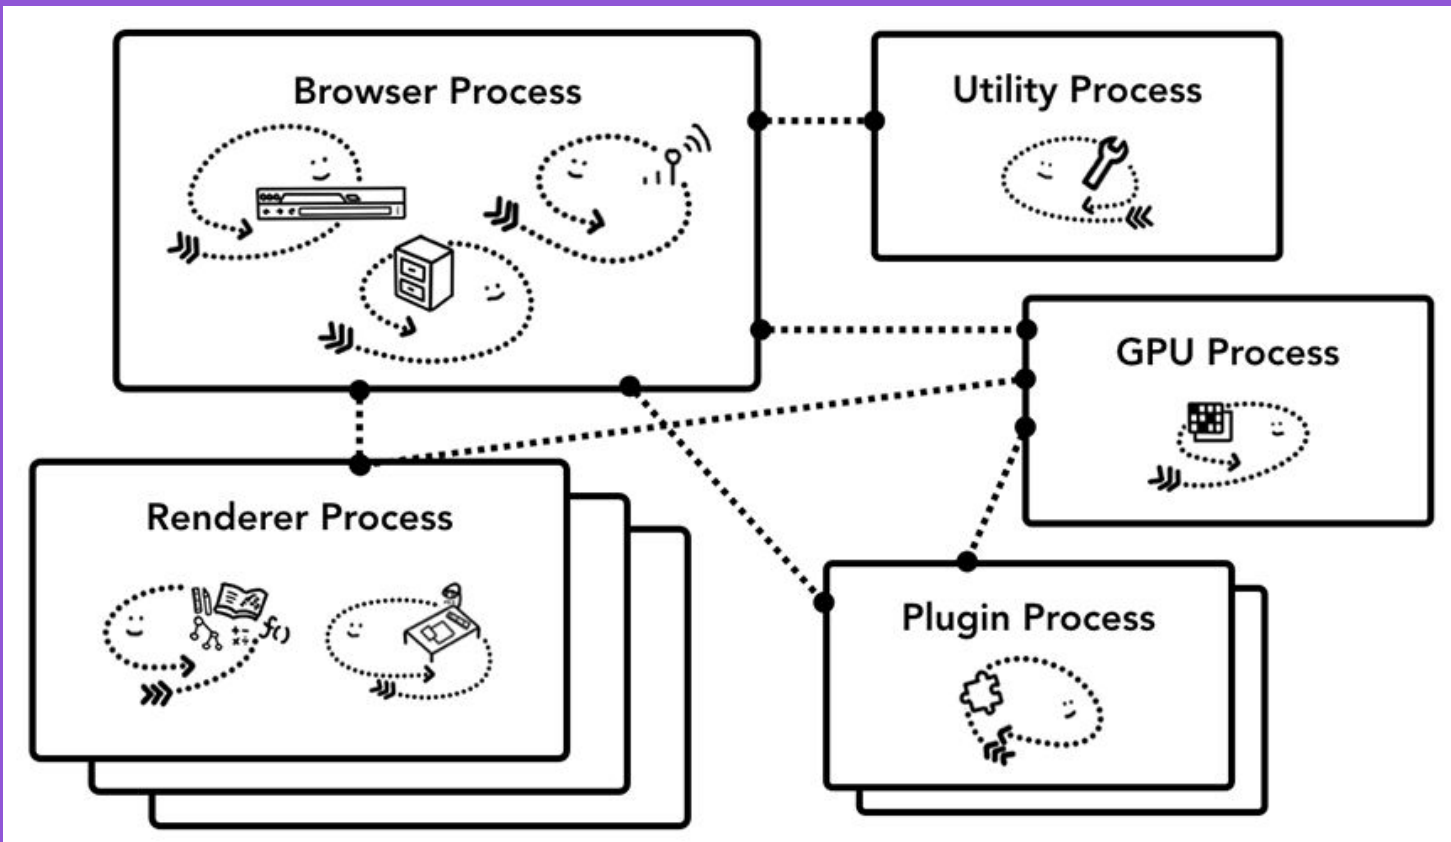 Browser Process
Utility Process
GPU Process
Renderer Process
f()
Plugin Process